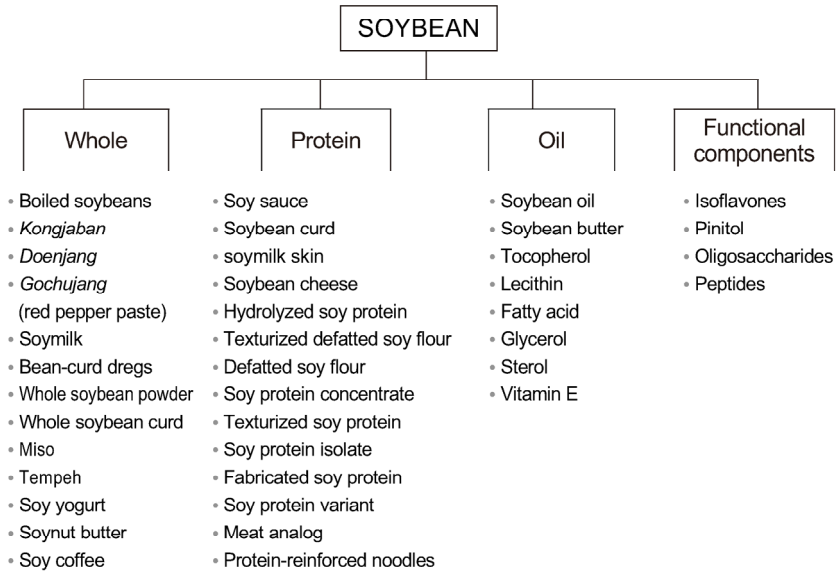 SOYBEAN
Whole
• Boiled soybeans
• Kongjaban
• Doenjang
• Gochujang
(red pepper paste)
• Soymilk
• Bean-curd dregs
• Whole soybean powder
• Whole soybean curd
• Miso
• Tempeh
• Soy yogurt
• Soynut butter
• Soy coffee
Protein
• Soy sauce
• Soybean curd
• soymilk skin
• Soybean cheese
• Hydrolyzed soy protein
• Texturized defatted soy flour
• Defatted soy flour
• Soy protein concentrate
• Texturized soy protein
• Soy protein isolate
• Fabricated soy protein
• Soy protein variant
• Meat analog
• Protein-reinforced noodles
Oil
• Soybean oil
• Soybean butter
• Tocopherol
• Lecithin
• Fatty acid
• Glycerol
• Sterol
• Vitamin E
Functional
components
• Isoflavones
• Pinitol
• Oligosaccharides
• Peptides